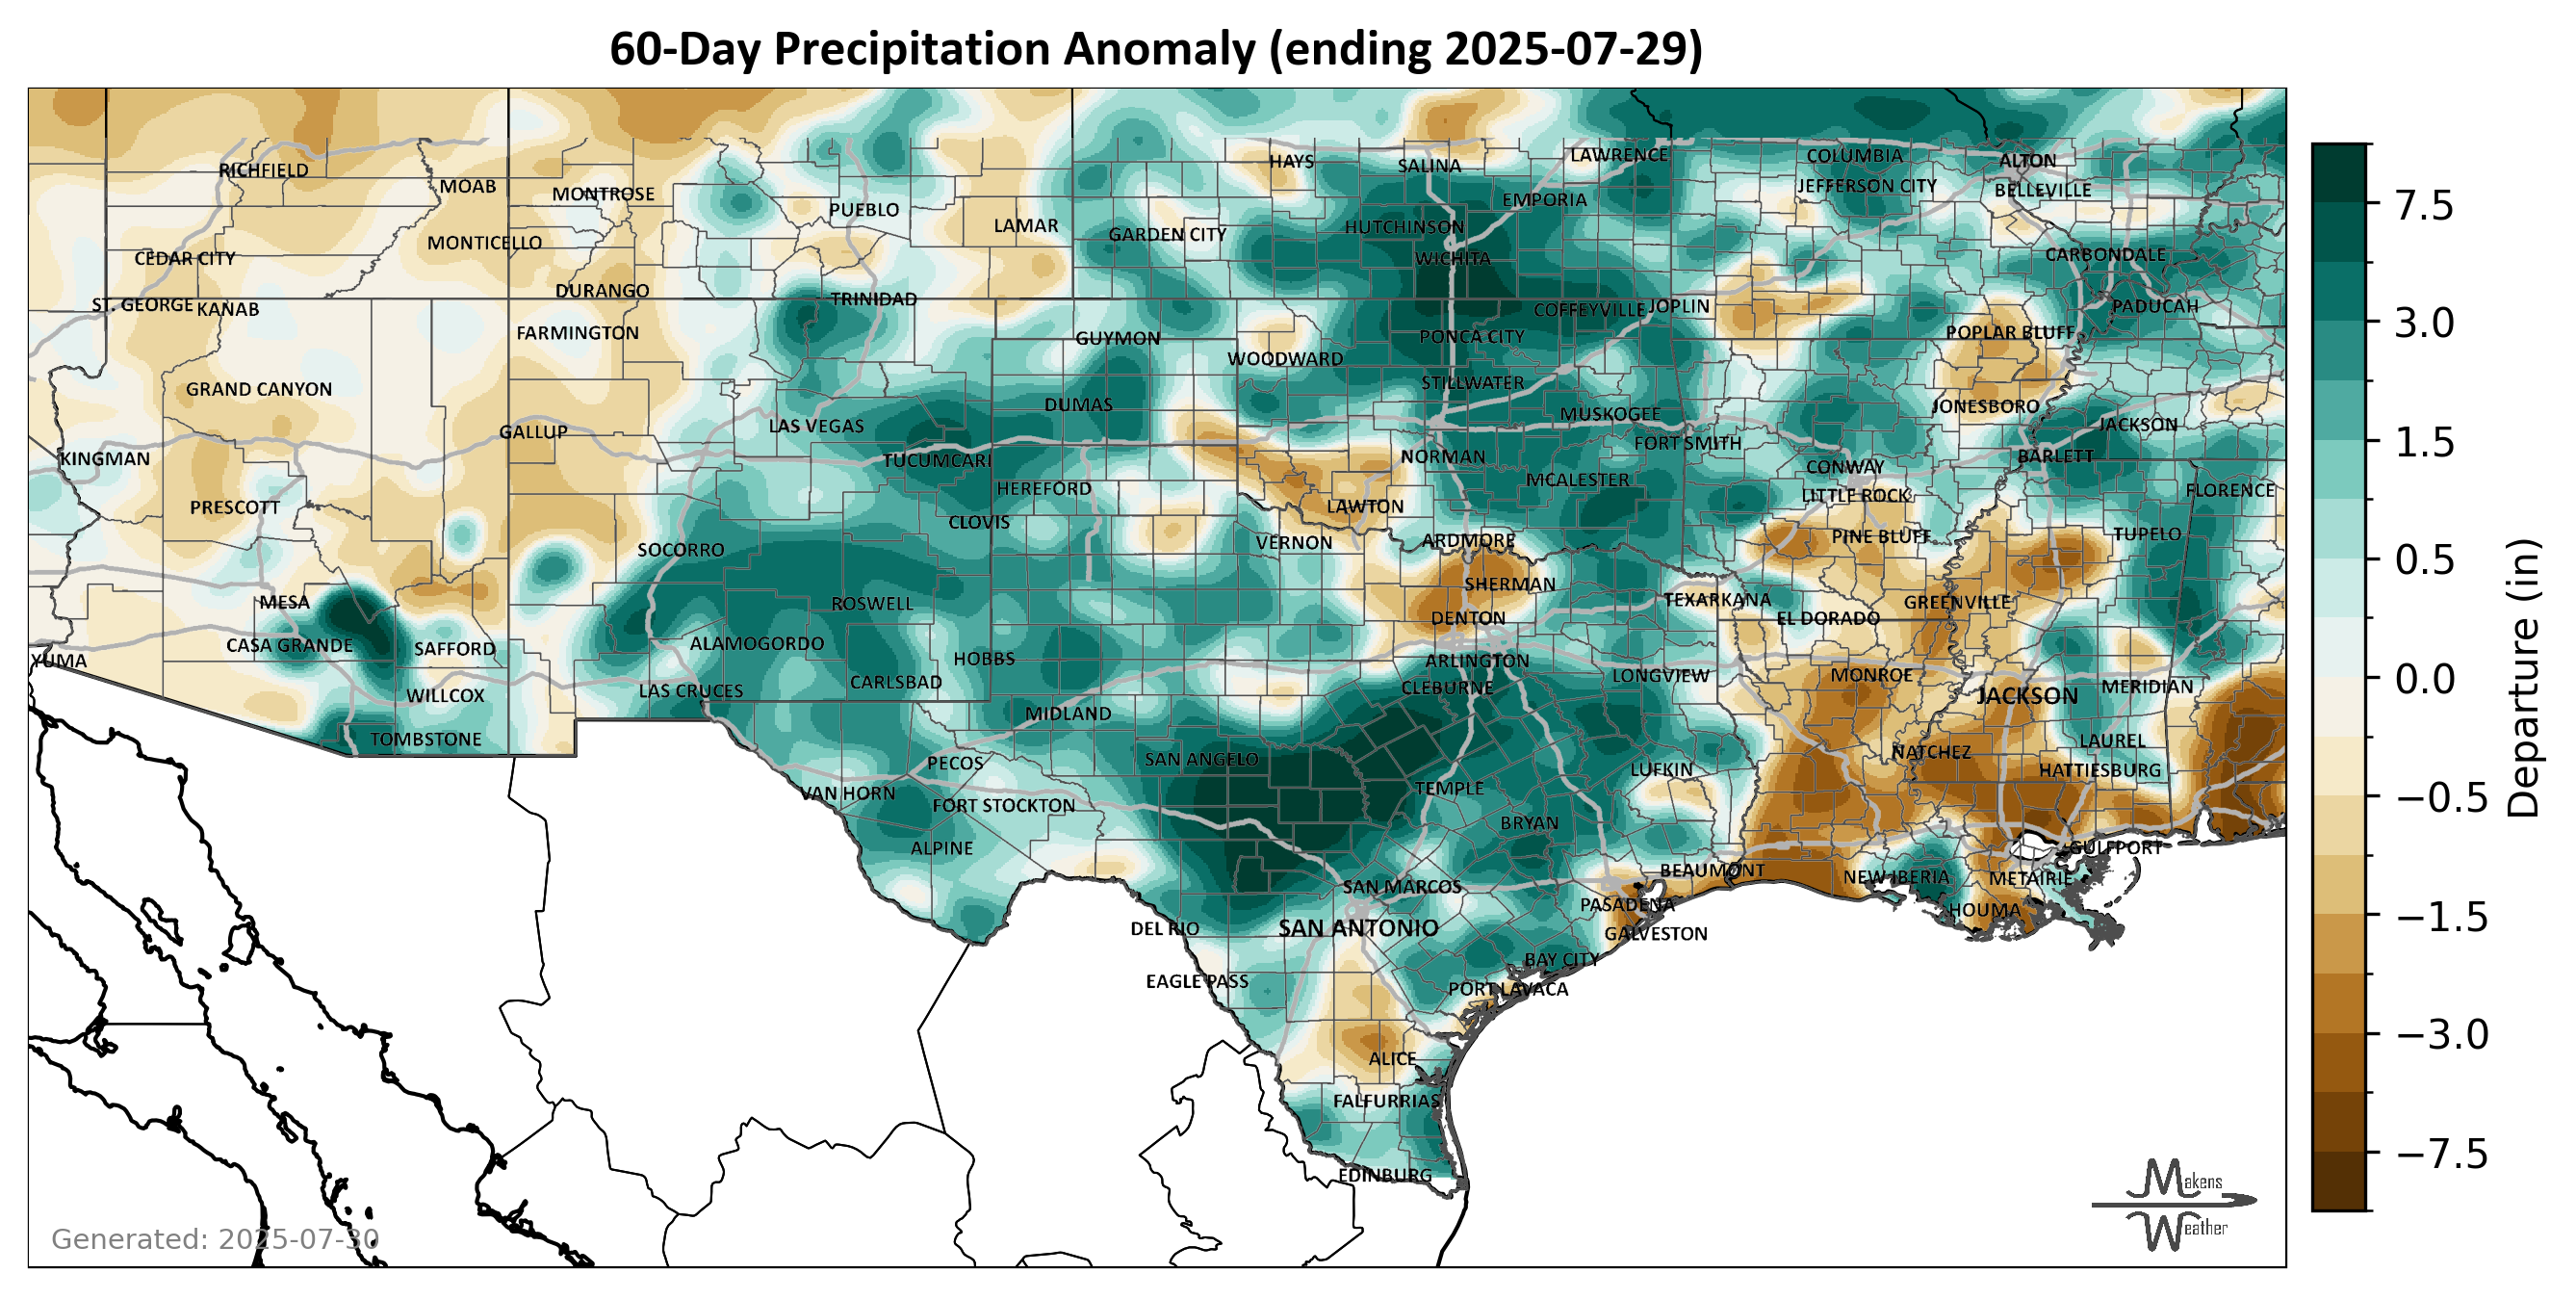 60-Day Precipitation Anomaly (ending 2025-07-29)
HAYS
SALINA
LAWRENCE
COLUMBIA
ALTON
RICHFIELD
MOAB
MONTROSE
PUEBLO
EMPORIA
JEFFERSON CITY
BELLEVILLE
LAMAR
GARDEN CITY
HUTCHINSON
MONTICELLO
CEDAR CITY
WICHITA
CARBONDALE
DURANGO
TRINIDAD
ST. GEORGE
KANAB
COFFEYVILLE
JOPLIN
PADUCAH
FARMINGTON
GUYMON
PONCA CITY
POPLAR BLUFF
WOODWARD
GRAND CANYON
STILLWATER
DUMAS
MUSKOGEE
JONESBORO
GALLUP
LAS VEGAS
FORT SMITH
JACKSON
KINGMAN
TUCUMCARI
NORMAN
CONWAY
BARLETT
PRESCOTT
HEREFORD
MCALESTER
LITTLE ROCK
FLORENCE
CLOVIS
LAWTON
SOCORRO
VERNON
ARDMORE
PINE BLUFF
TUPELO
MESA
ROSWELL
SHERMAN
TEXARKANA
GREENVILLE
CASA GRANDE
SAFFORD
ALAMOGORDO
DENTON
EL DORADO
YUMA
HOBBS
ARLINGTON
WILLCOX
LAS CRUCES
CARLSBAD
CLEBURNE
LONGVIEW
MONROE
JACKSON
MERIDIAN
TOMBSTONE
MIDLAND
LAUREL
PECOS
SAN ANGELO
LUFKIN
NATCHEZ
HATTIESBURG
VAN HORN
FORT STOCKTON
TEMPLE
BRYAN
ALPINE
GULFPORT
SAN MARCOS
BEAUMONT
NEW IBERIA
METAIRIE
DEL RIO
SAN ANTONIO
PASADENA
HOUMA
GALVESTON
EAGLE PASS
BAY CITY
PORT LAVACA
ALICE
FALFURRIAS
EDINBURG
Generated: 2025-07-30
Makens
Weather
7.5
3.0
1.5
0.5
0.0
−0.5
−1.5
−3.0
−7.5
Departure (in)